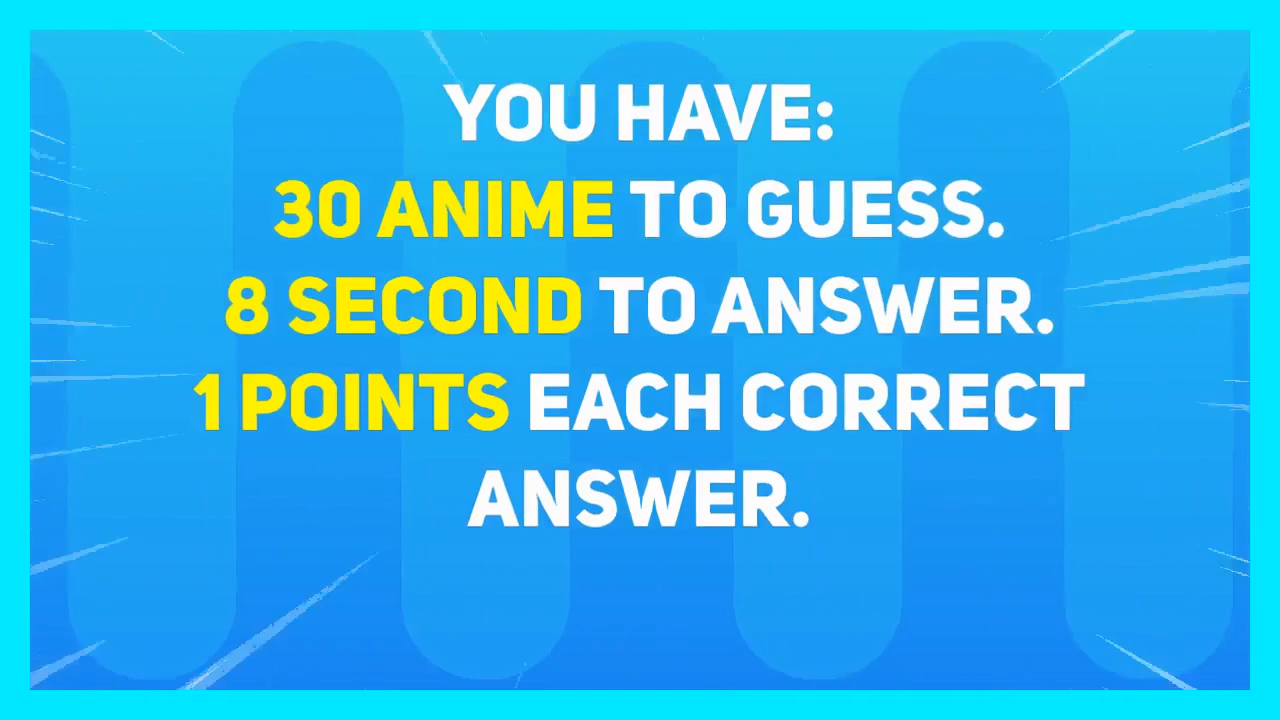 YOU HAVE:
30 ANIME TO GUESS.
8 SECOND TO ANSWER.
1 POINTS EACH CORRECT
ANSWER.